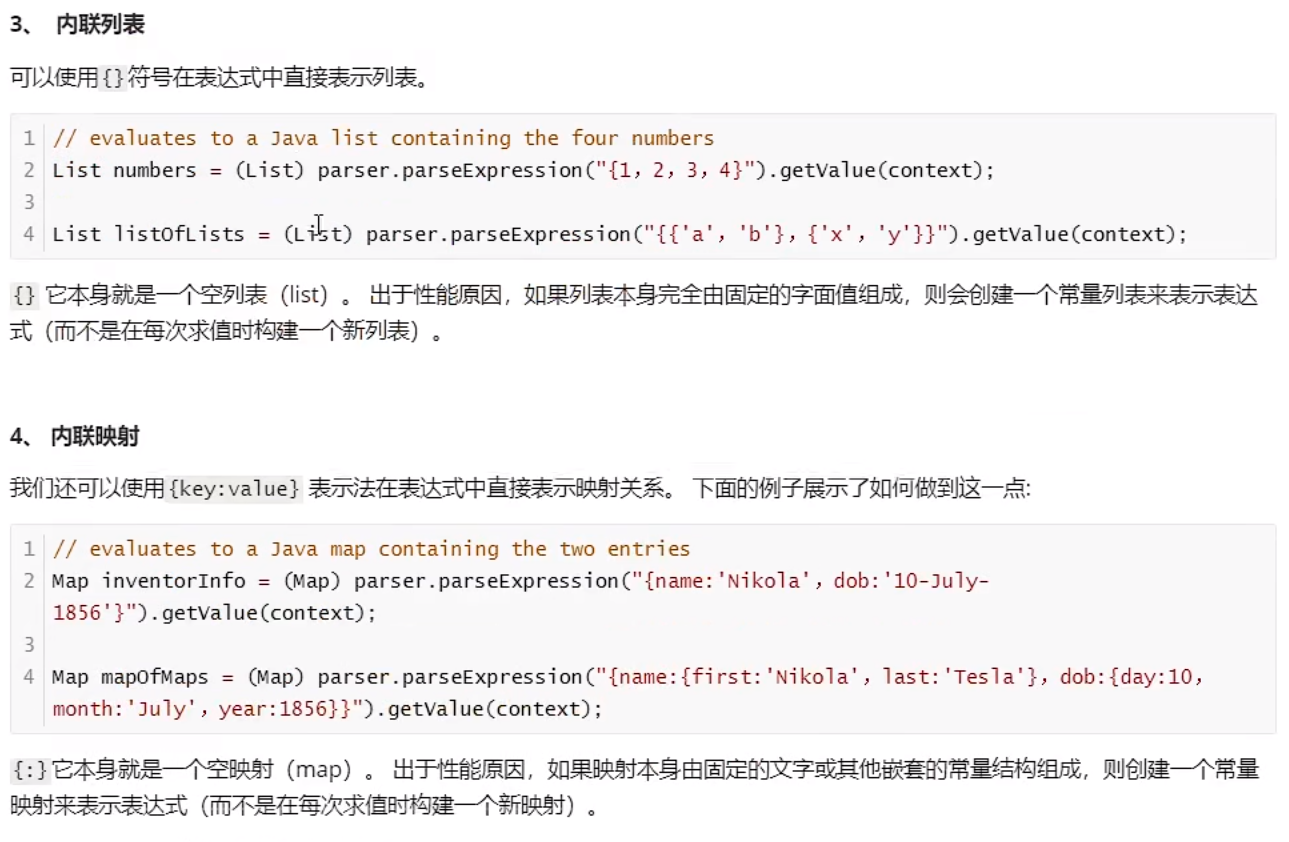 3、 内联列表
可以使用{}符号在表达式中直接表示列表。
1 // evaluates to a Java list containing the four numbers
2 List numbers = (List) parser.parseExpression("{1, 2, 3, 4}").getValue(context);
3
4 List listOfLists = (List) parser.parseExpression("{{'a', 'b'}, {'x', 'y'}}").getValue(context);
{} 它本身就是一个空列表（list）。 出于性能原因，如果列表本身完全由固定的字面值组成，则会创建一个常量列表来表示表达
式（而不是在每次求值时构建一个新列表）。
4、 内联映射
我们还可以使用{key:value} 表示法在表达式中直接表示映射关系。 下面的例子展示了如何做到这一点:
1 // evaluates to a Java map containing the two entries
2 Map inventorInfo = (Map) parser.parseExpression("{name:'Nikola', dob:'10-July-
1856'}").getValue(context);
3
4 Map mapOfMaps = (Map) parser.parseExpression("{name:{first:'Nikola', last:'Tesla'}, dob:{day:10,
month:'July', year:1856}}").getValue(context);
{:}它本身就是一个空映射（map）。 出于性能原因，如果映射本身由固定的文字或其他嵌套的常量结构组成，则创建一个常量
映射来表示表达式（而不是在每次求值时构建一个新映射）。